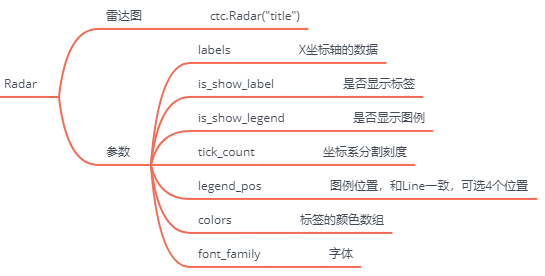 雷达图 ctc.Radar("title")
labels X坐标轴的数据
is_show_label 是否显示标签
Radar
is_show_legend 是否显示图例
参数 tick_count 坐标系分割刻度
legend_pos 图例位置，和Line一致，可选4个位置
colors 标签的颜色数组
font_family 字体